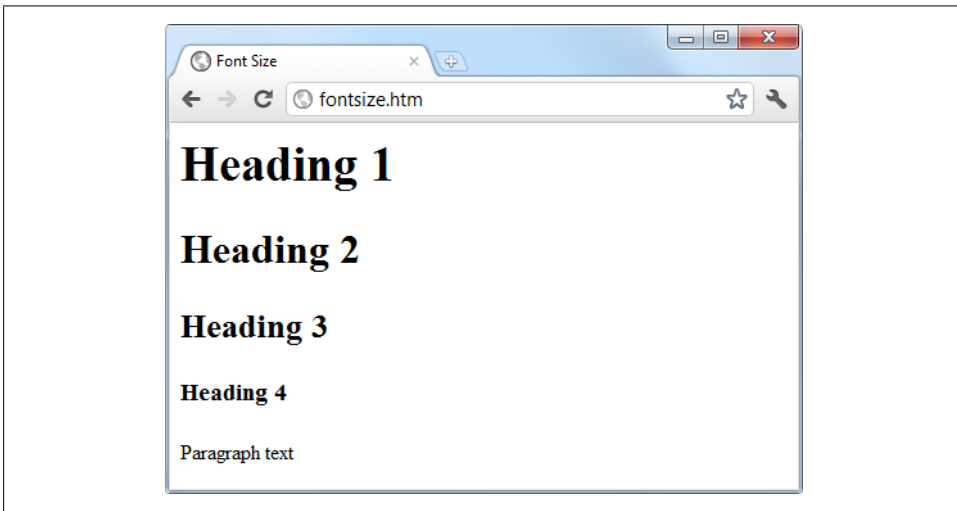 Font Size
fontsize.htm
Heading 1
Heading 2
Heading 3
Heading 4
Paragraph text